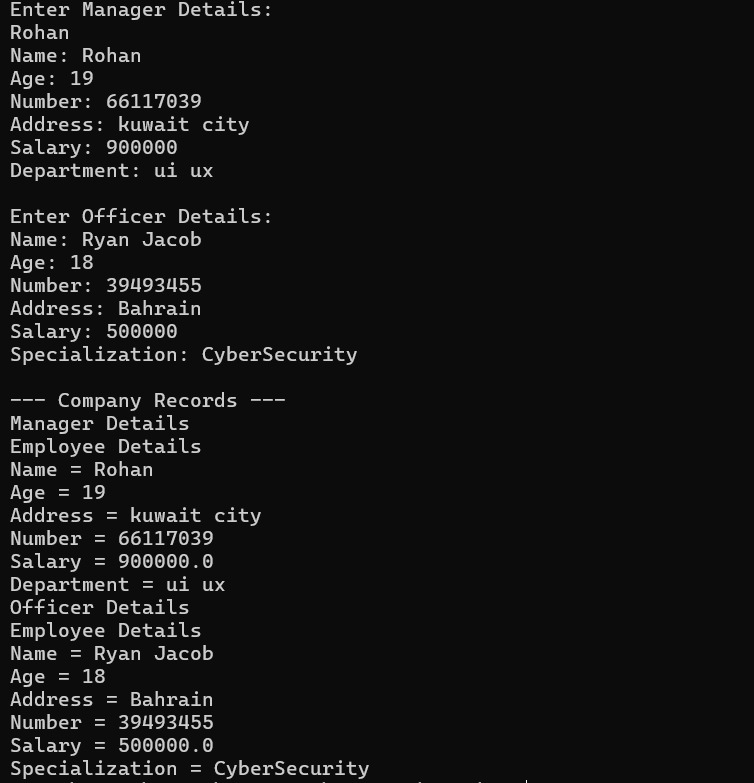 Enter Manager Details:
Rohan
Name: Rohan
Age: 19
Number: 66117039
Address: kuwait city
Salary: 900000
Department: ui ux
Enter Officer Details:
Name: Ryan Jacob
Age: 18
Number: 39493455
Address: Bahrain
Salary: 500000
Specialization: CyberSecurity
--- Company Records ---
Manager Details
Employee Details
Name = Rohan
Age = 19
Address = kuwait city
Number = 66117039
Salary = 900000.0
Department = ui ux
Officer Details
Employee Details
Name = Ryan Jacob
Age = 18
Address = Bahrain
Number = 39493455
Salary = 500000.0
Specialization = CyberSecurity